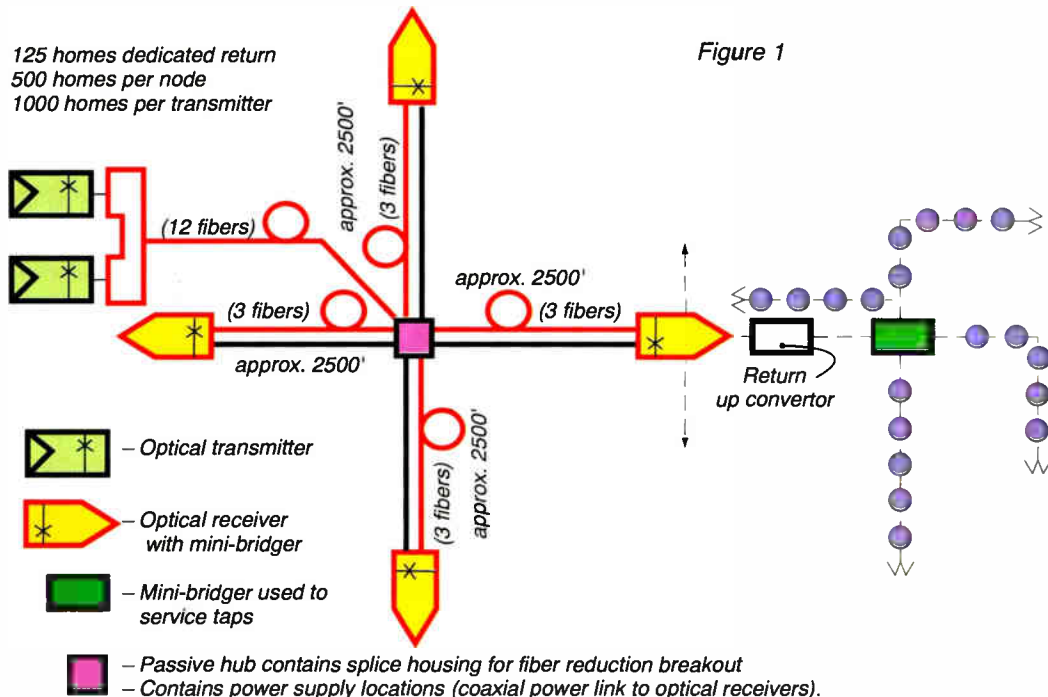 125 homes dedicated return
500 homes per node
1000 homes per transmitter
Figure 1
(12 fibers)
approx. 2500'
(3 fibers)
approx. 2500'
(3 fibers)
(3 fibers)
approx. 2500'
(3 fibers)
approx. 2500'
Return
up convertor
– Optical transmitter
– Optical receiver
with mini-bridger
– Mini-bridger used to
service taps
– Passive hub contains splice housing for fiber reduction breakout
– Contains power supply locations (coaxial power link to optical receivers).